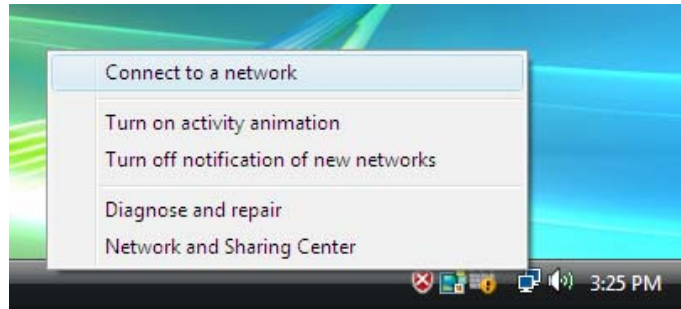 Connect to a network
Turn on activity animation
Turn off notification of new networks
Diagnose and repair
Network and Sharing Center
3:25 PM